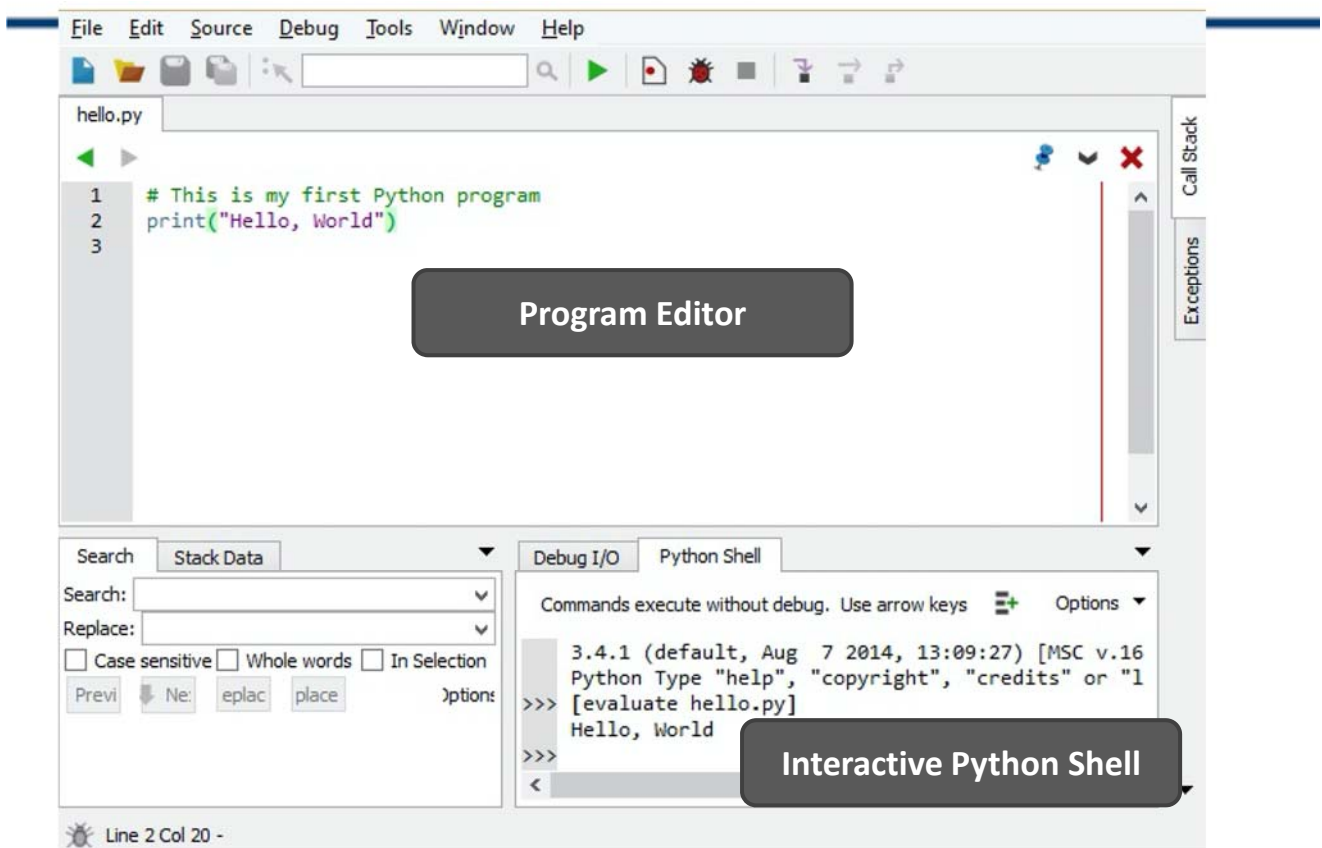 File Edit Source Debug Tools Window Help
hello.py
Call Stack
Exceptions
1 # This is my first Python program
2 print("Hello, World")
3
Program Editor
Search Stack Data
Search:
Replace:
Case sensitive Whole words In Selection
Previ Ne: eplac place Options
Debug I/O Python Shell
Commands execute without debug. Use arrow keys Options
3.4.1 (default, Aug 7 2014, 13:09:27) [MSC v.16
Python Type "help", "copyright", "credits" or "l
>>> [evaluate hello.py]
Hello, World
>>>
Interactive Python Shell
Line 2 Col 20 -